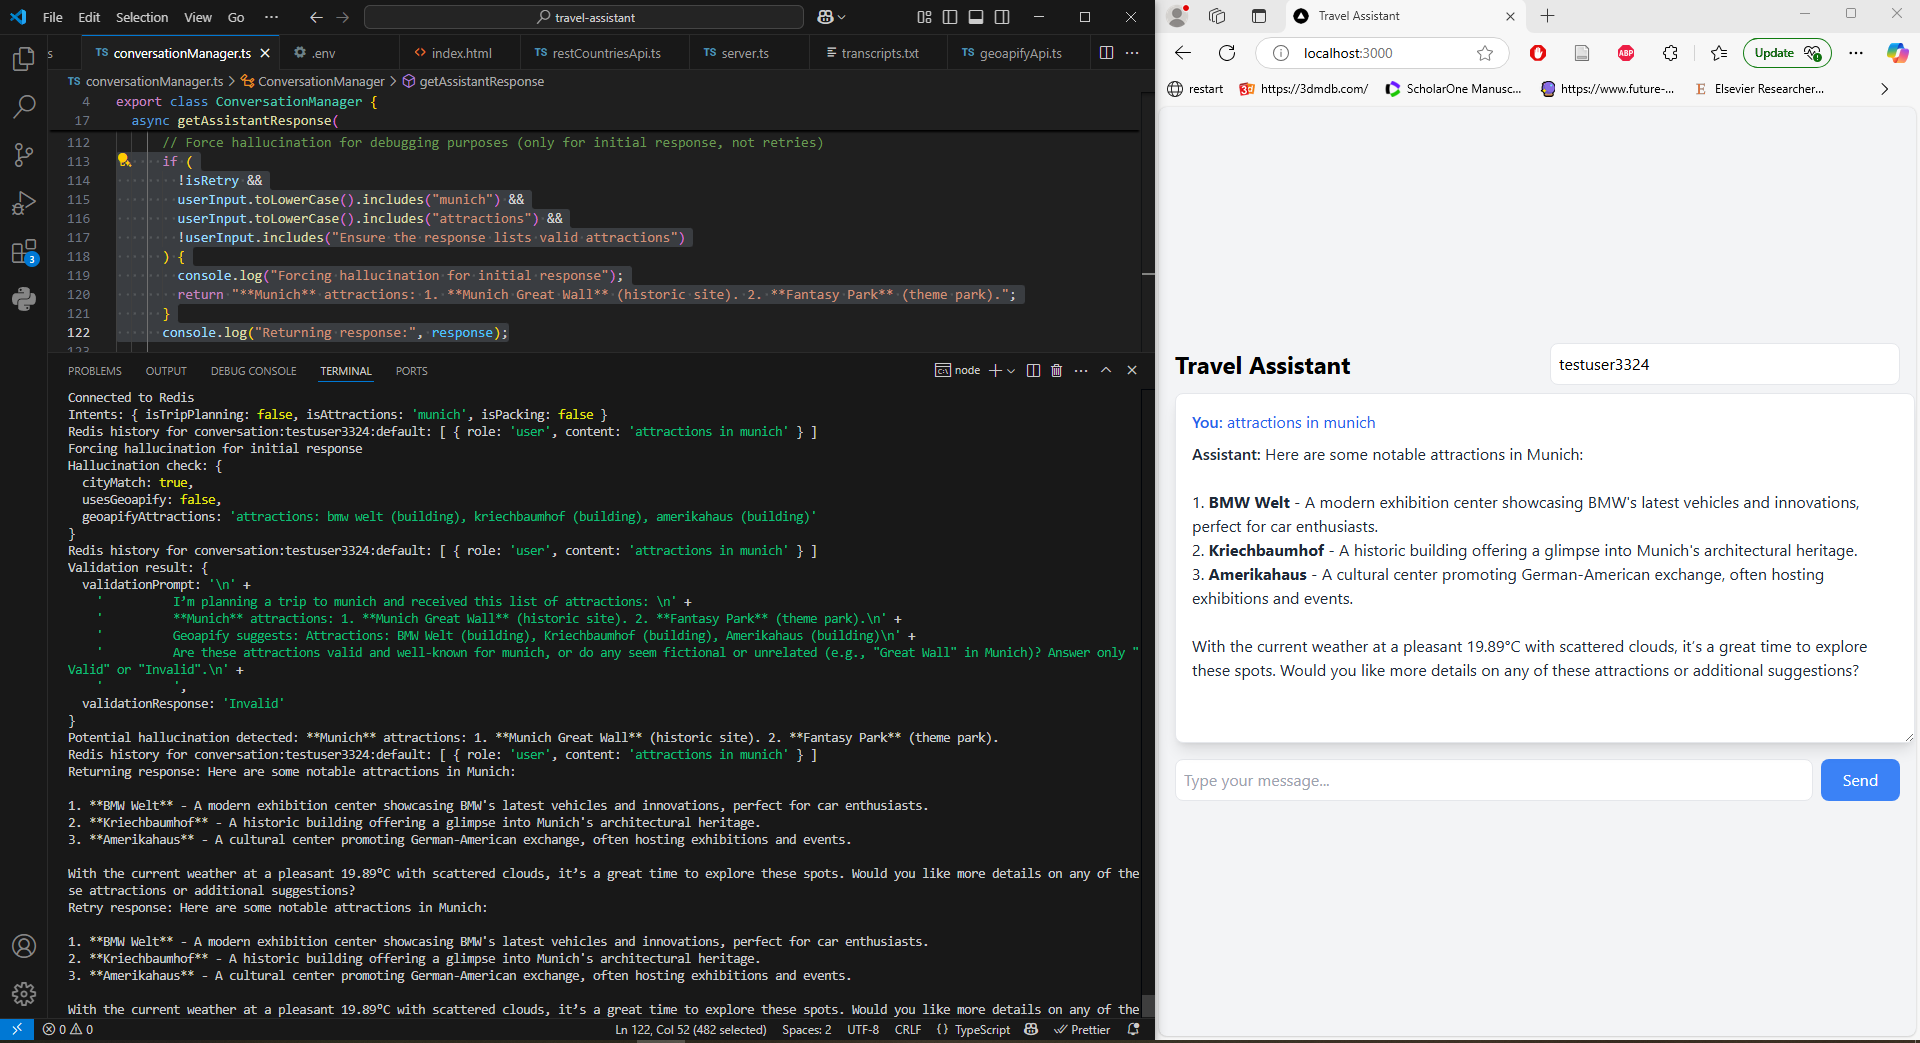 File Edit Selection View Go ··· travel-assistant
s TS conversationManager.ts .env index.html TS restCountriesApi.ts TS server.ts transcripts.txt TS geoapifyApi.ts
TS conversationManager.ts > ConversationManager > getAssistantResponse
4 export class ConversationManager {
17 async getAssistantResponse(
112 // Force hallucination for debugging purposes (only for initial response, not retries)
113 if (
114 !isRetry &&
115 userInput.toLowerCase().includes("munich") &&
116 userInput.toLowerCase().includes("attractions") &&
117 !userInput.includes("Ensure the response lists valid attractions")
118 ) {
119 console.log("Forcing hallucination for initial response");
120 return "**Munich** attractions: 1. **Munich Great Wall** (historic site). 2. **Fantasy Park** (theme park).";
121 }
122 console.log("Returning response:", response);
123
3
PROBLEMS OUTPUT DEBUG CONSOLE TERMINAL PORTS node
Connected to Redis
Intents: { isTripPlanning: false, isAttractions: 'munich', isPacking: false }
Redis history for conversation:testuser3324:default: [ { role: 'user', content: 'attractions in munich' } ]
Forcing hallucination for initial response
Hallucination check: {
cityMatch: true,
usesGeoapify: false,
geoapifyAttractions: 'attractions: bmw welt (building), kriechbaumhof (building), amerikahaus (building)'
}
Redis history for conversation:testuser3324:default: [ { role: 'user', content: 'attractions in munich' } ]
Validation result: {
validationPrompt: '\n' +
' I’m planning a trip to munich and received this list of attractions: \n' +
' **Munich** attractions: 1. **Munich Great Wall** (historic site). 2. **Fantasy Park** (theme park).\n' +
' Geoapify suggests: Attractions: BMW Welt (building), Kriechbaumhof (building), Amerikahaus (building)\n' +
' Are these attractions valid and well-known for munich, or do any seem fictional or unrelated (e.g., "Great Wall" in Munich)? Answer only "
Valid" or "Invalid".\n' +
' ',
validationResponse: 'Invalid'
}
Potential hallucination detected: **Munich** attractions: 1. **Munich Great Wall** (historic site). 2. **Fantasy Park** (theme park).
Redis history for conversation:testuser3324:default: [ { role: 'user', content: 'attractions in munich' } ]
Returning response: Here are some notable attractions in Munich:
1. **BMW Welt** - A modern exhibition center showcasing BMW's latest vehicles and innovations, perfect for car enthusiasts.
2. **Kriechbaumhof** - A historic building offering a glimpse into Munich's architectural heritage.
3. **Amerikahaus** - A cultural center promoting German-American exchange, often hosting exhibitions and events.
With the current weather at a pleasant 19.89°C with scattered clouds, it’s a great time to explore these spots. Would you like more details on any of the
se attractions or additional suggestions?
Retry response: Here are some notable attractions in Munich:
1. **BMW Welt** - A modern exhibition center showcasing BMW's latest vehicles and innovations, perfect for car enthusiasts.
2. **Kriechbaumhof** - A historic building offering a glimpse into Munich's architectural heritage.
3. **Amerikahaus** - A cultural center promoting German-American exchange, often hosting exhibitions and events.
With the current weather at a pleasant 19.89°C with scattered clouds, it’s a great time to explore these spots. Would you like more details on any of the
0 0 Ln 122, Col 52 (482 selected) Spaces: 2 UTF-8 CRLF {} TypeScript Prettier
Travel Assistant
localhost:3000 ABP Update
restart 3d https://3dmdb.com/ ScholarOne Manusc... https://www.future-... E Elsevier Researcher...
Travel Assistant
testuser3324
You: attractions in munich
Assistant: Here are some notable attractions in Munich:
1. BMW Welt - A modern exhibition center showcasing BMW's latest vehicles and innovations,
perfect for car enthusiasts.
2. Kriechbaumhof - A historic building offering a glimpse into Munich's architectural heritage.
3. Amerikahaus - A cultural center promoting German-American exchange, often hosting
exhibitions and events.
With the current weather at a pleasant 19.89°C with scattered clouds, it’s a great time to explore
these spots. Would you like more details on any of these attractions or additional suggestions?
Type your message...
Send